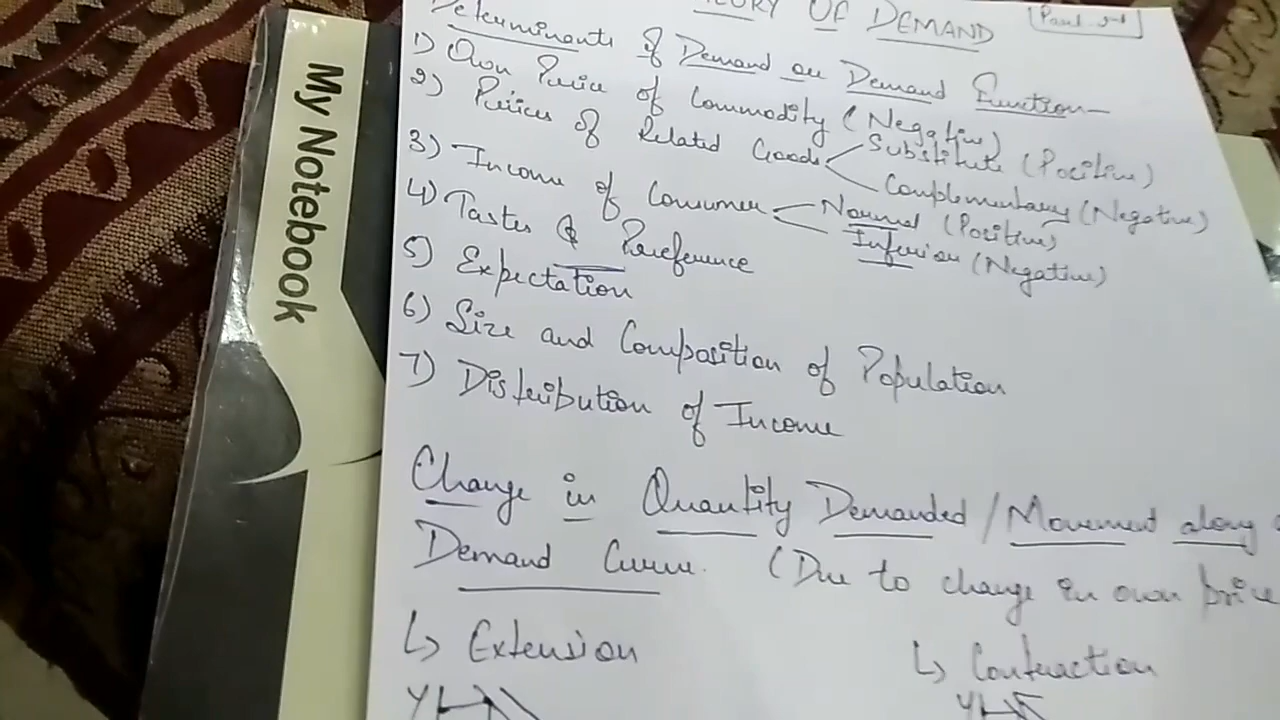 THEORY OF DEMAND
Determinants of Demand or Demand Function
1) Own Price of Commodity (Negative)
2) Prices of Related Goods
Substitute (Positive)
Complementary (Negative)
3) Income of Consumer
Normal (Positive)
Inferior (Negative)
4) Tastes & Preference
5) Expectation
6) Size and Composition of Population
7) Distribution of Income
Change in Quantity Demanded / Movement along
Demand Curve. (Due to change in own price
↳ Extension
↳ Contraction
Y
Y
My Notebook